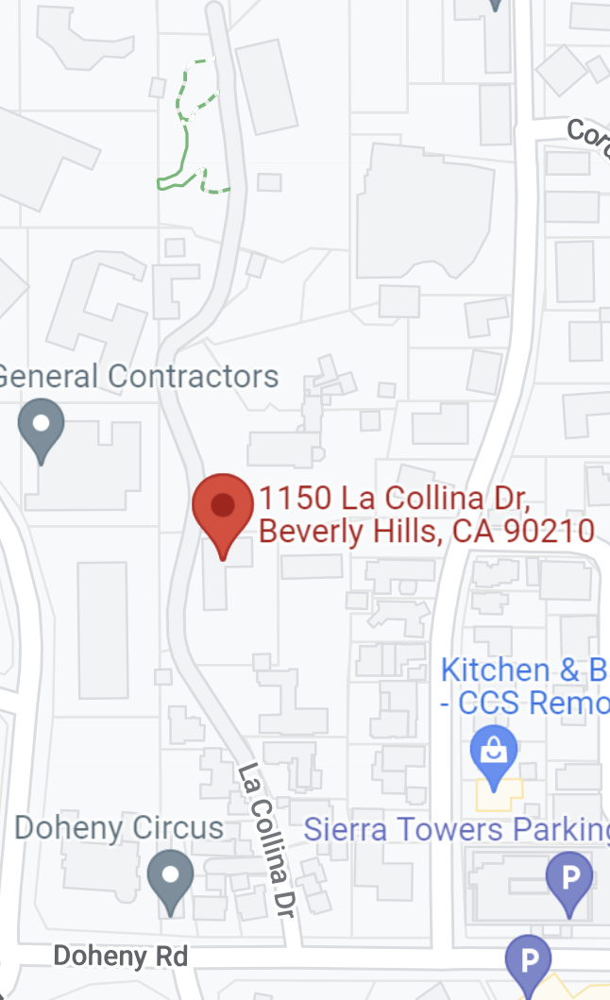 Cor
General Contractors
1150 La Collina Dr,
Beverly Hills, CA 90210
Kitchen & B
- CCS Remo
La Collina Dr
Doheny Circus
Sierra Towers Parking
P
Doheny Rd
P